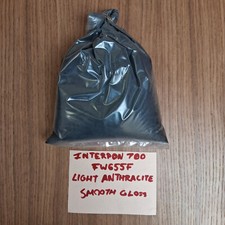 INTERPON 700
FW655F
LIGHT ANTHRACITE
SMOOTH GLOSS